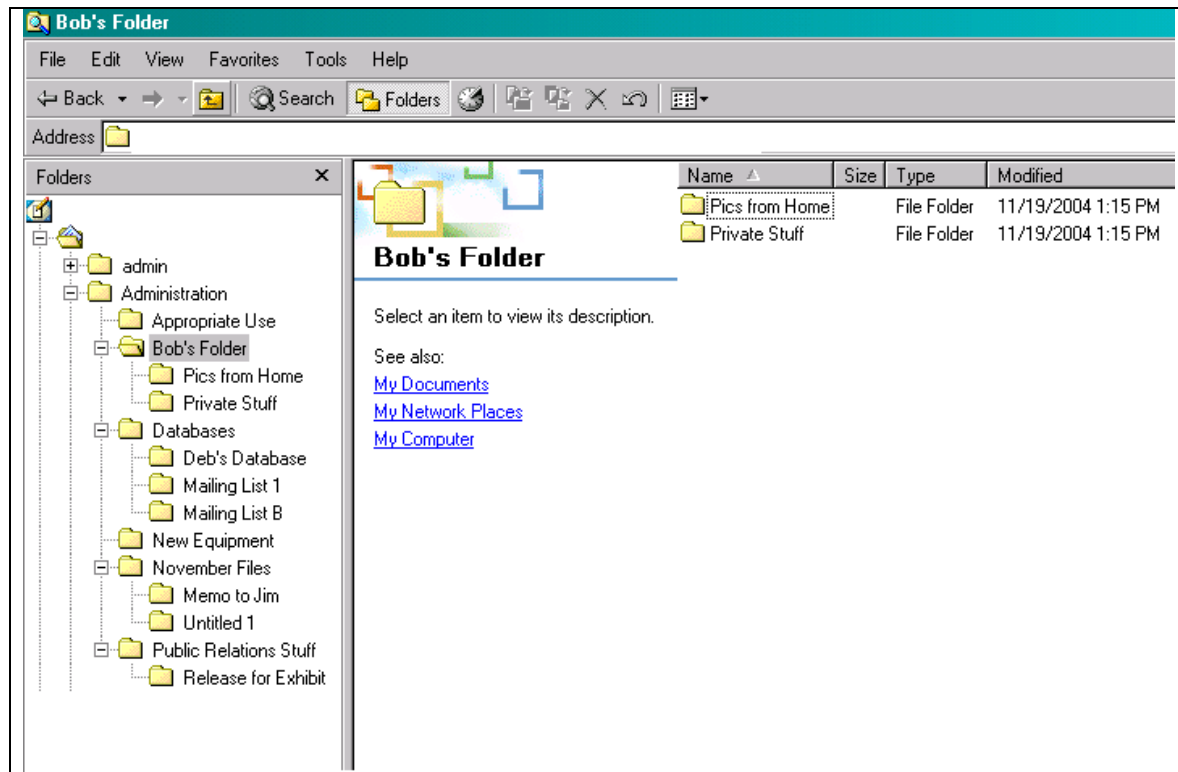 Bob's Folder
File Edit View Favorites Tools Help
Back Search Folders
Address
Folders
admin
Administration
Appropriate Use
Bob's Folder
Pics from Home
Private Stuff
Databases
Deb's Database
Mailing List 1
Mailing List B
New Equipment
November Files
Memo to Jim
Untitled 1
Public Relations Stuff
Release for Exhibit
Bob's Folder
Select an item to view its description.
See also:
My Documents
My Network Places
My Computer
Name Size Type Modified
Pics from Home File Folder 11/19/2004 1:15 PM
Private Stuff File Folder 11/19/2004 1:15 PM